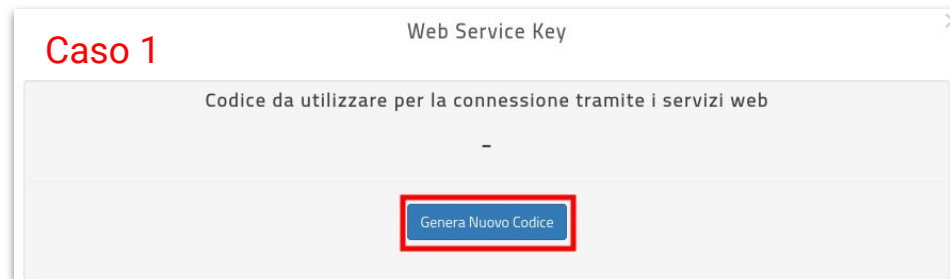 Caso 1
Web Service Key
Codice da utilizzare per la connessione tramite i servizi web
-
Genera Nuovo Codice